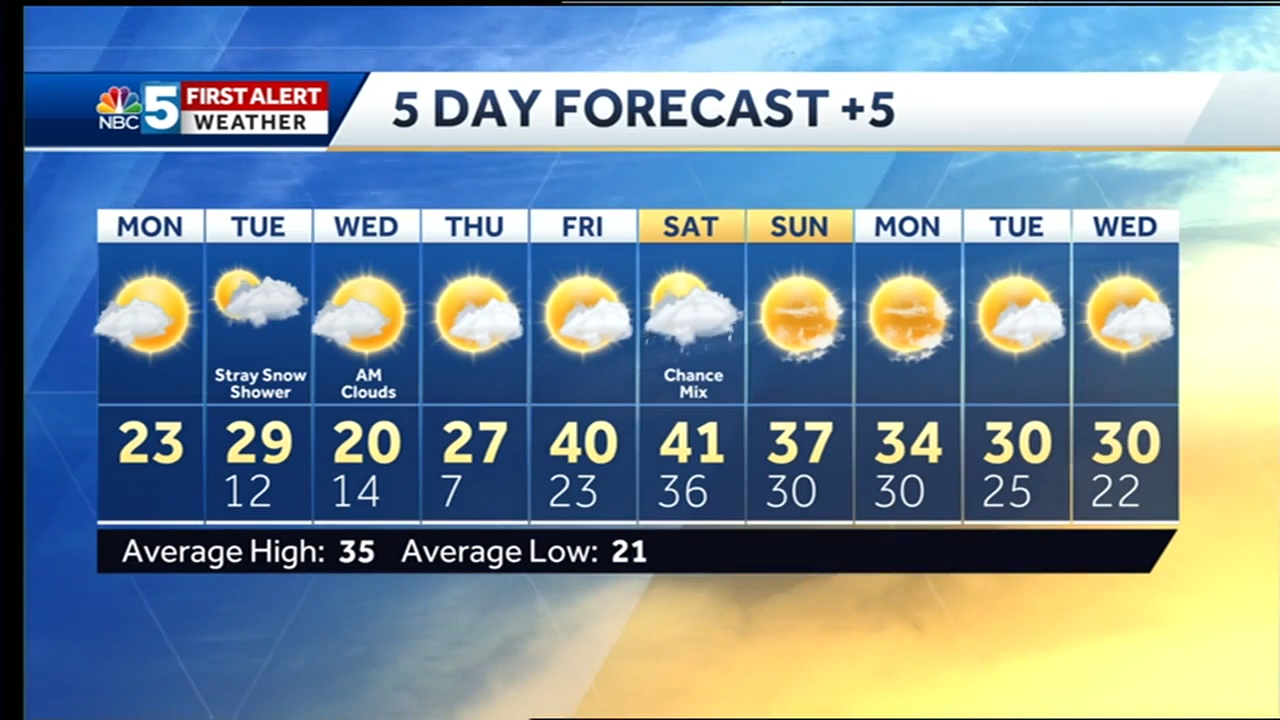 NBC 5 FIRST ALERT WEATHER
5 DAY FORECAST +5
MON TUE WED THU FRI SAT SUN MON TUE WED
Stray Snow Shower
AM Clouds
Chance Mix
23 29 20 27 40 41 37 34 30 30
12 14 7 23 36 30 30 25 22
Average High: 35 Average Low: 21